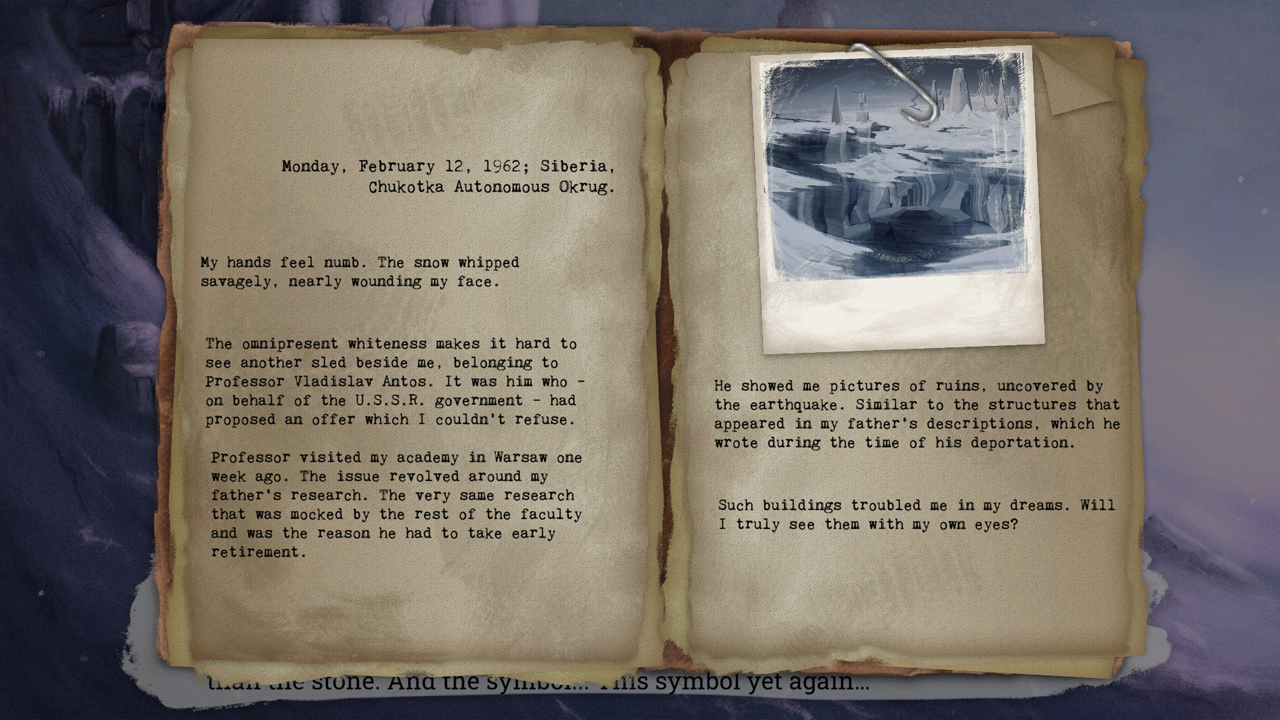 Monday, February 12, 1962; Siberia,
Chukotka Autonomous Okrug.
My hands feel numb. The snow whipped
savagely, nearly wounding my face.
The omnipresent whiteness makes it hard to
see another sled beside me, belonging to
Professor Vladislav Antos. It was him who -
on behalf of the U.S.S.R. government - had
proposed an offer which I couldn't refuse.
Professor visited my academy in Warsaw one
week ago. The issue revolved around my
father's research. The very same research
that was mocked by the rest of the faculty
and was the reason he had to take early
retirement.
He showed me pictures of ruins, uncovered by
the earthquake. Similar to the structures that
appeared in my father's descriptions, which he
wrote during the time of his deportation.
Such buildings troubled me in my dreams. Will
I truly see them with my own eyes?
than the stone. And the symbol... This symbol yet again...